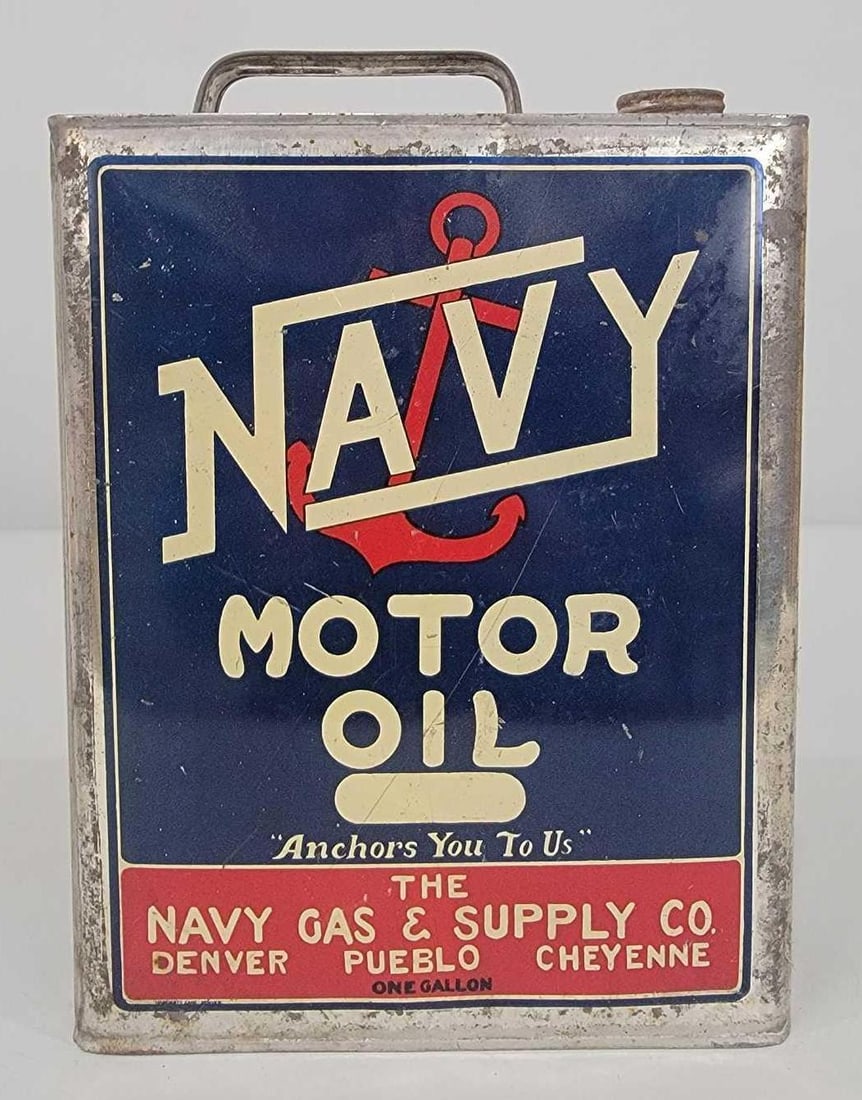 NAVY
MOTOR
OIL
"Anchors You To Us"
THE
NAVY GAS & SUPPLY CO.
DENVER PUEBLO CHEYENNE
ONE GALLON